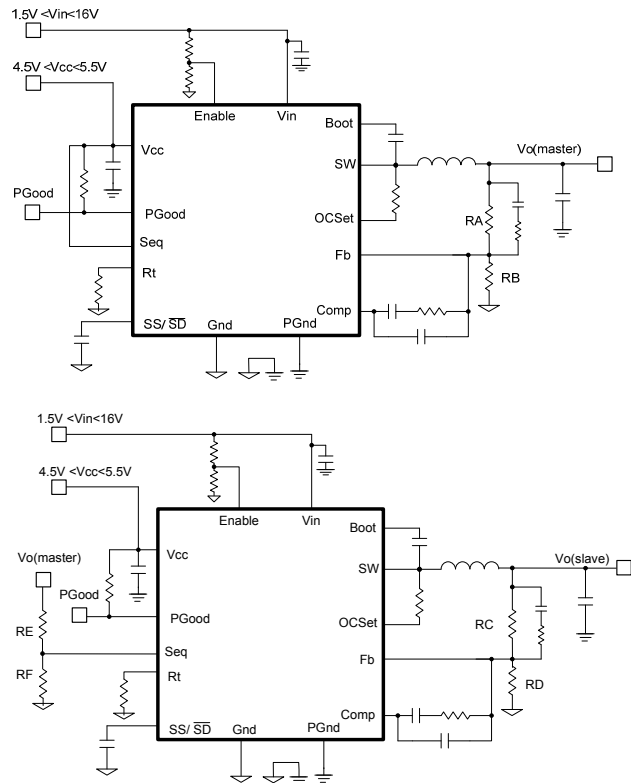 1.5V <Vin<16V
4.5V <Vcc<5.5V
Enable
Vin
Boot
Vcc
SW
Vo(master)
PGood
PGood
OCSet
RA
Seq
Fb
Rt
RB
Comp
SS/ SD
Gnd
PGnd
1.5V <Vin<16V
4.5V <Vcc<5.5V
Enable
Vin
Boot
Vo(master)
Vcc
SW
Vo(slave)
PGood
PGood
OCSet
RC
RE
Seq
Fb
RF
Rt
RD
Comp
SS/ SD
Gnd
PGnd